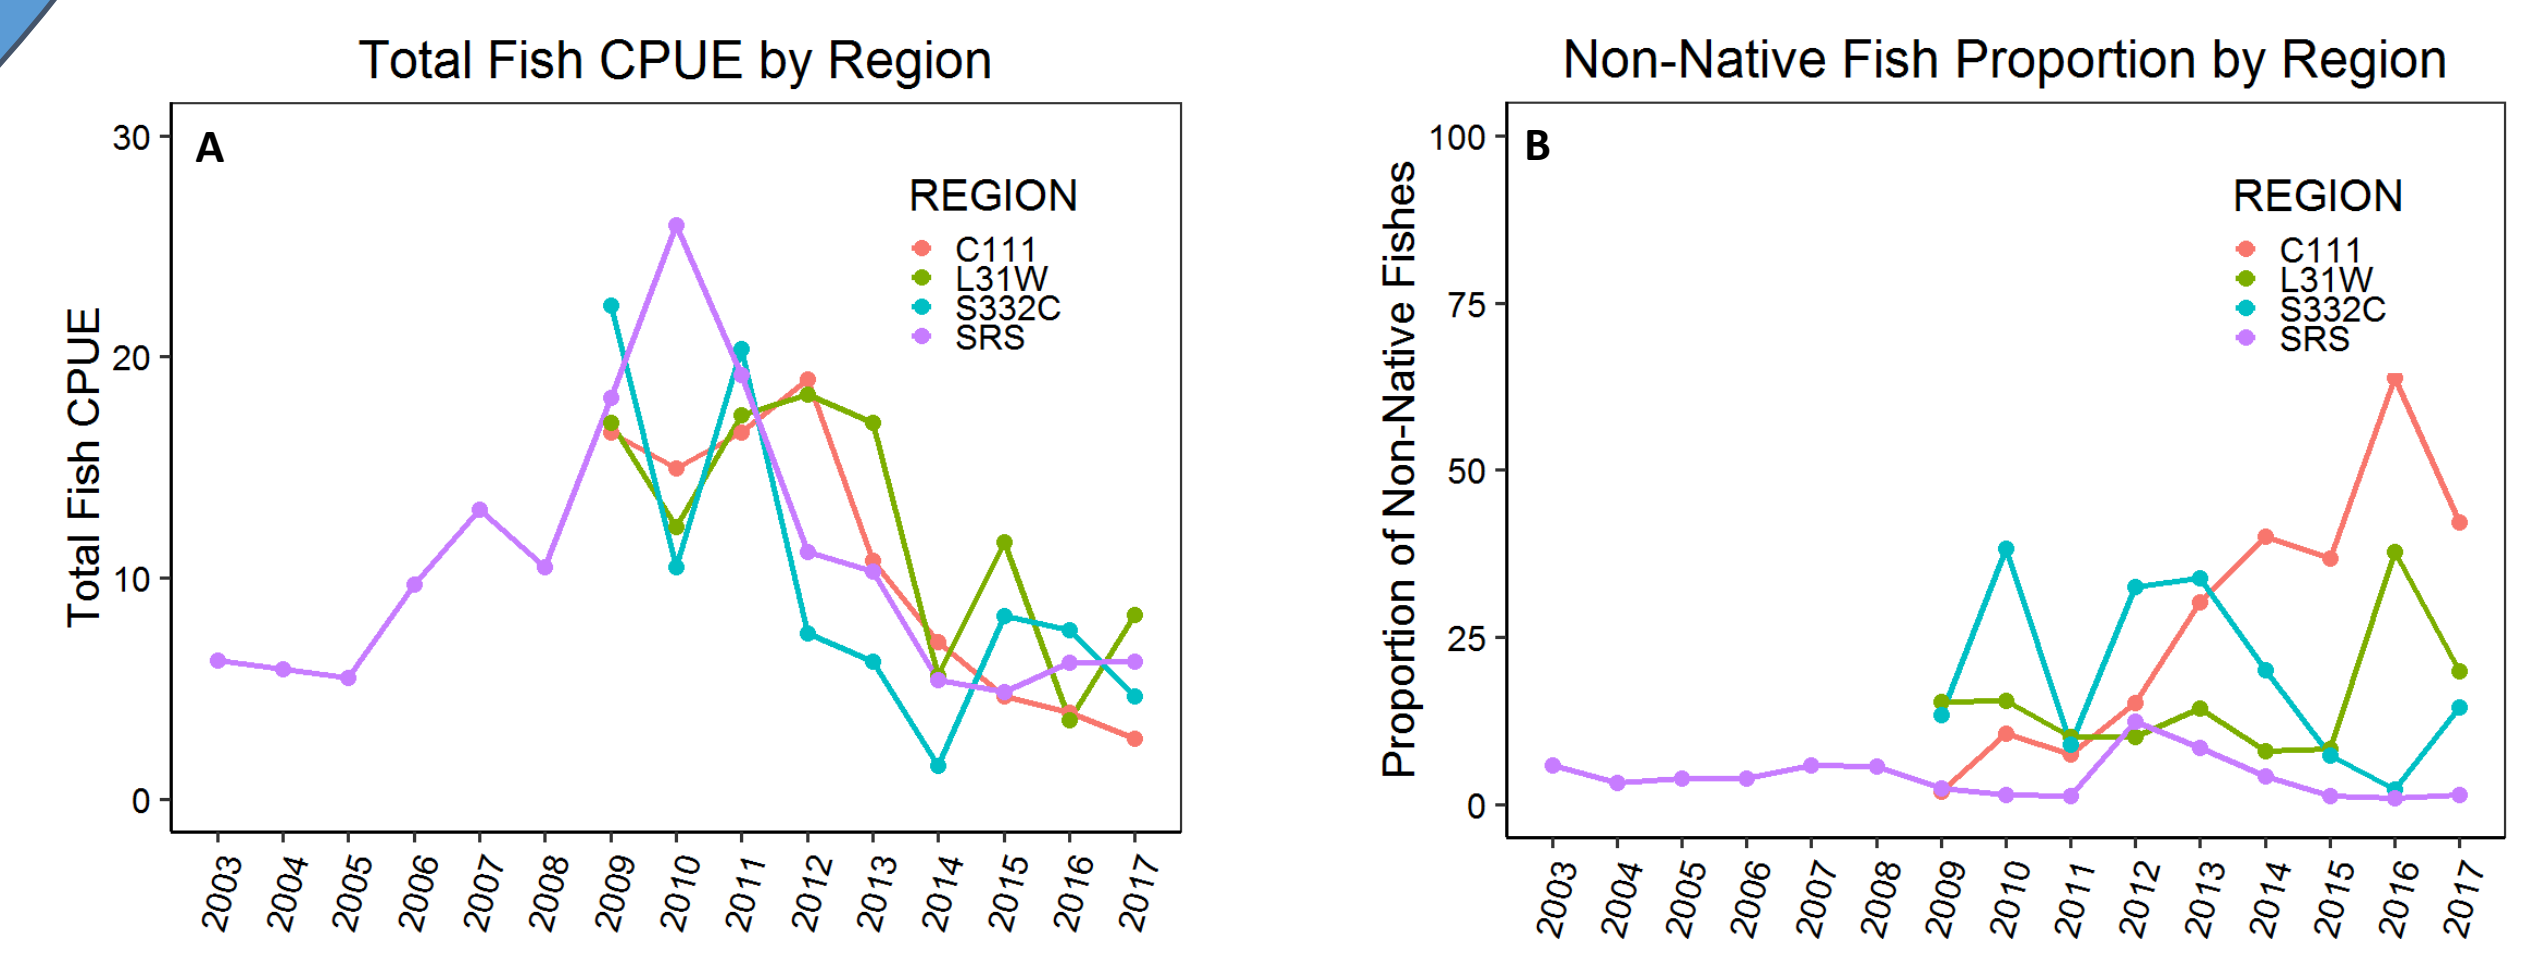 Total Fish CPUE by Region
A
Total Fish CPUE
30
20
10
0
REGION
C111
L31W
S332C
SRS
2003
2004
2005
2006
2007
2008
2009
2010
2011
2012
2013
2014
2015
2016
2017
Non-Native Fish Proportion by Region
B
Proportion of Non-Native Fishes
100
75
50
25
0
REGION
C111
L31W
S332C
SRS
2003
2004
2005
2006
2007
2008
2009
2010
2011
2012
2013
2014
2015
2016
2017